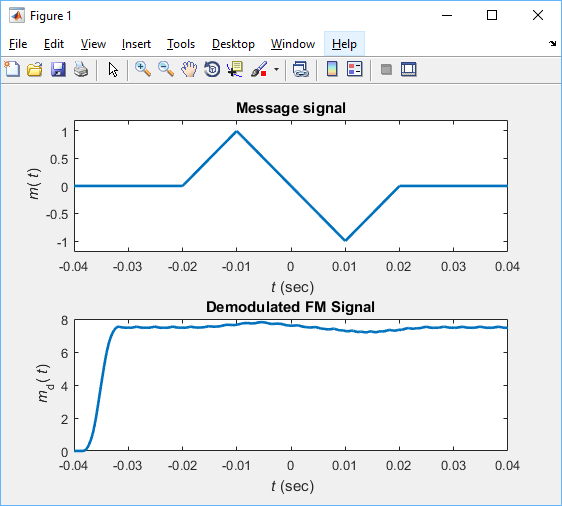 Figure 1
File Edit View Insert Tools Desktop Window Help
Message signal
1
0.5
0
-0.5
-1
m( t)
-0.04 -0.03 -0.02 -0.01 0 0.01 0.02 0.03 0.04
t (sec)
Demodulated FM Signal
8
6
4
2
0
m_d( t)
-0.04 -0.03 -0.02 -0.01 0 0.01 0.02 0.03 0.04
t (sec)